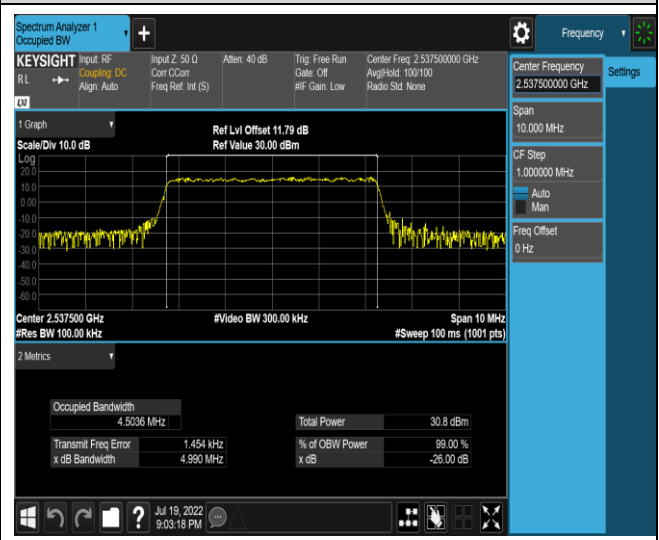 Spectrum Analyzer 1
Occupied BW
+
Frequency
KEYSIGHT
Input: RF
Coupling: DC
Align: Auto
Input Z: 50 Ω
Corr CCorr
Freq Ref: Int (S)
Atten: 40 dB
Trig: Free Run
Gate: Off
#IF Gain: Low
Center Freq: 2.537500000 GHz
Avg|Hold: 100/100
Radio Std: None
RL
LXI
Center Frequency
2.537500000 GHz
Settings
Span
10.000 MHz
CF Step
1.000000 MHz
Auto
Man
Freq Offset
0 Hz
1 Graph
Scale/Div 10.0 dB
Ref Lvl Offset 11.79 dB
Ref Value 30.00 dBm
Log
20.0
10.0
0.00
-10.0
-20.0
-30.0
-40.0
-50.0
-60.0
Center 2.537500 GHz
#Res BW 100.00 kHz
#Video BW 300.00 kHz
Span 10 MHz
#Sweep 100 ms (1001 pts)
2 Metrics
Occupied Bandwidth
4.5036 MHz
Transmit Freq Error 1.454 kHz
x dB Bandwidth 4.990 MHz
Total Power 30.8 dBm
% of OBW Power 99.00 %
x dB -26.00 dB
?
Jul 19, 2022
9:03:18 PM